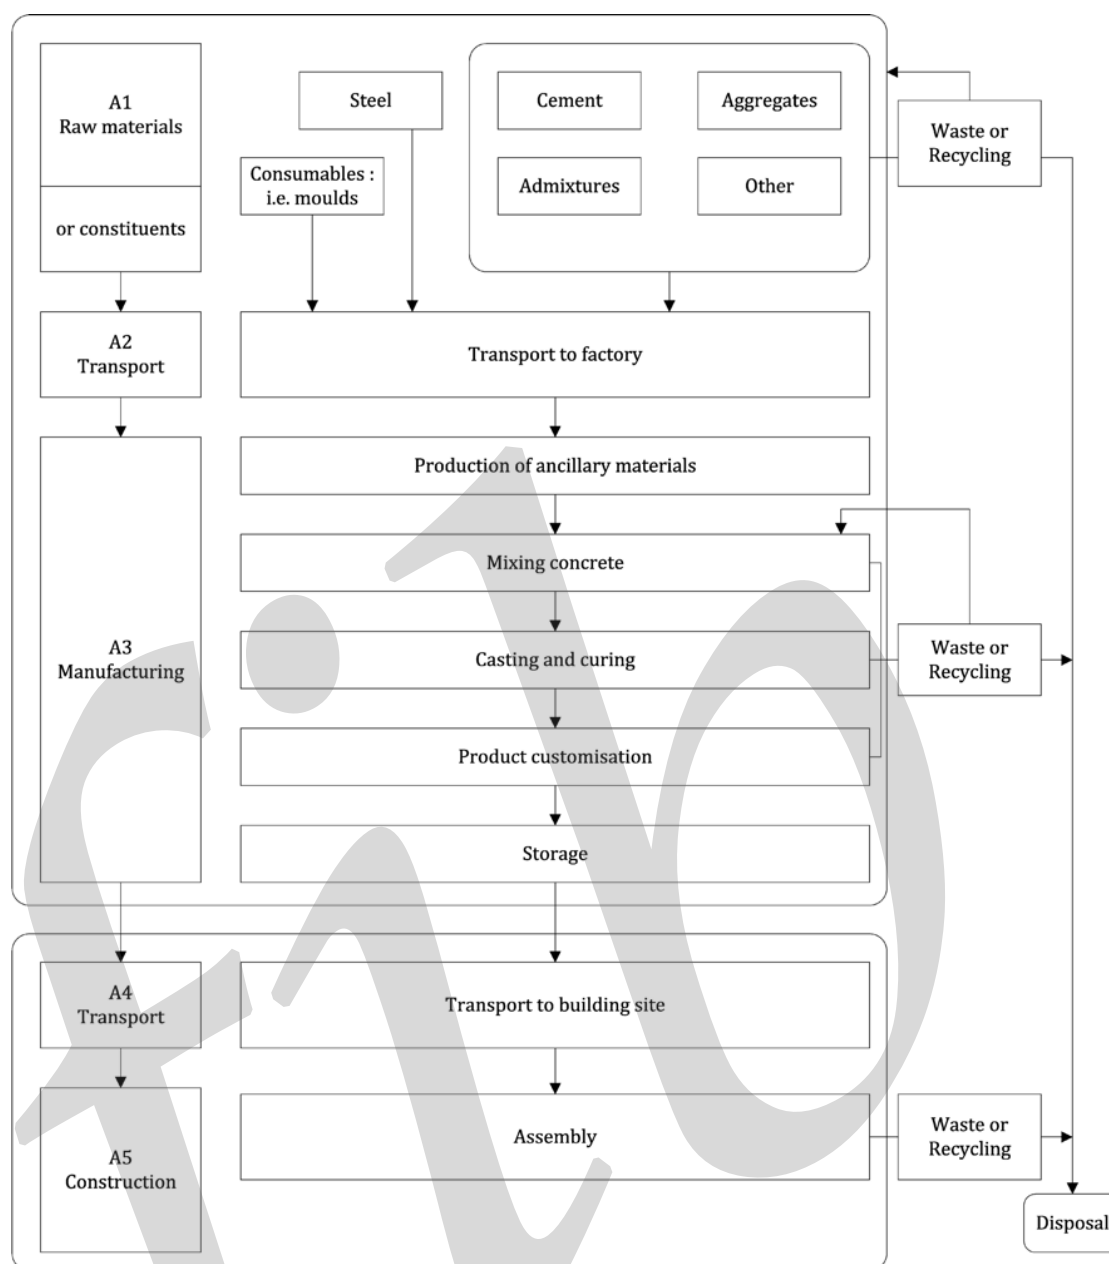 A1
Raw materials
or constituents
Steel
Consumables :
i.e. moulds
Cement
Aggregates
Admixtures
Other
Waste or
Recycling
A2
Transport
Transport to factory
A3
Manufacturing
Production of ancillary materials
Mixing concrete
Casting and curing
Waste or
Recycling
Product customisation
Storage
A4
Transport
Transport to building site
A5
Construction
Assembly
Waste or
Recycling
Disposal
fib